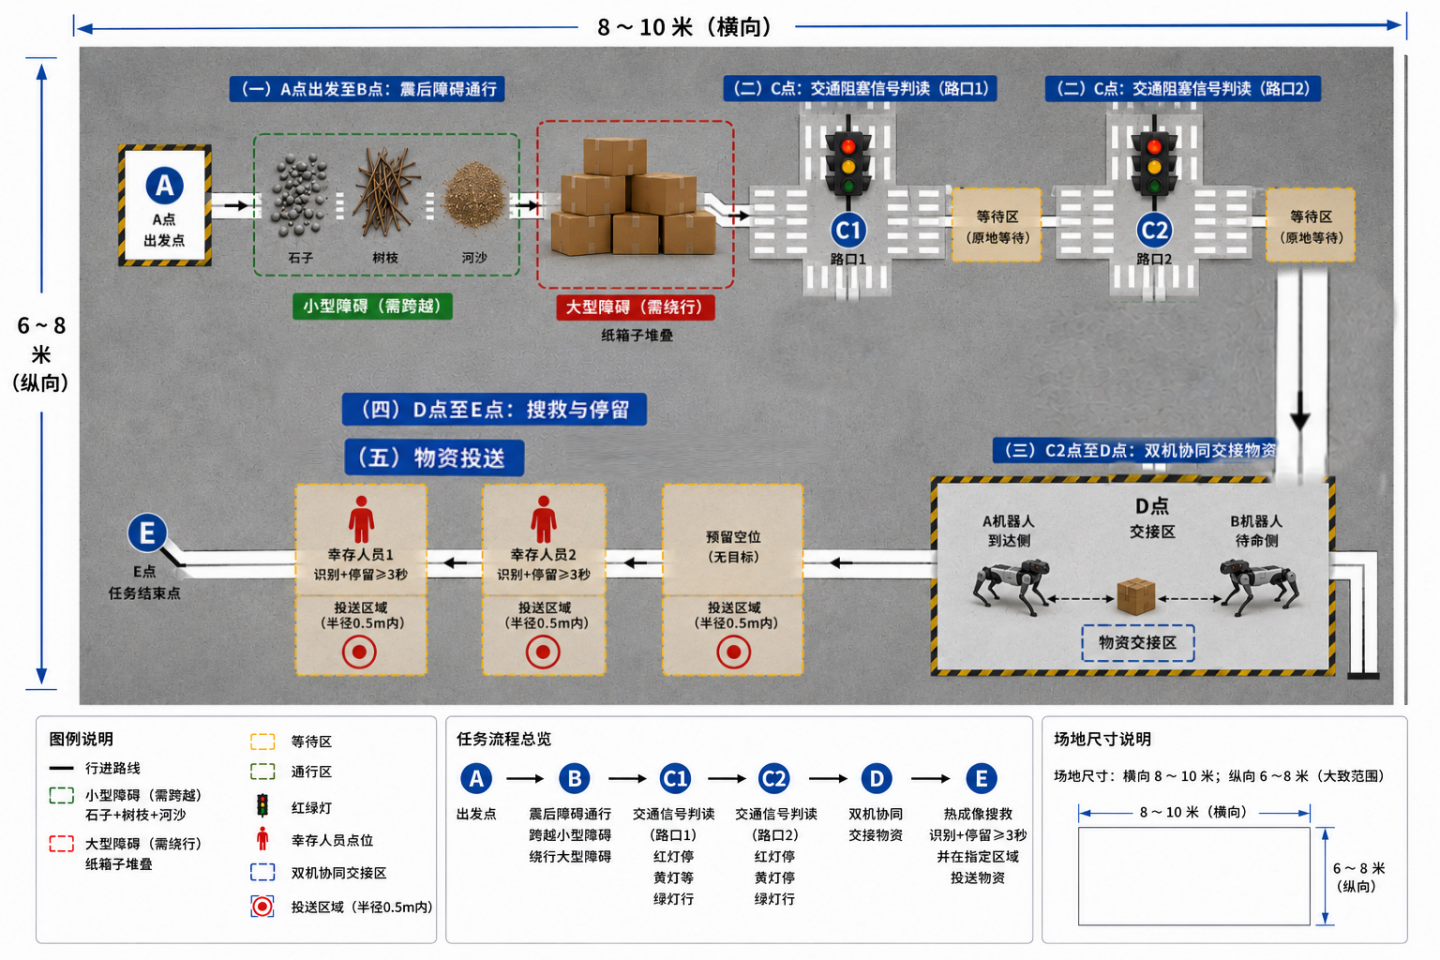 8～10 米（横向）
6～8
米
（纵向）
（一）A点出发至B点：震后障碍通行
（二）C点：交通阻塞信号判读（路口1）
（二）C点：交通阻塞信号判读（路口2）
A
A点
出发点
石子
树枝
河沙
小型障碍（需跨越）
大型障碍（需绕行）
纸箱子堆叠
C1
路口1
等待区
（原地等待）
C2
路口2
等待区
（原地等待）
（四）D点至E点：搜救与停留
（五）物资投送
（三）C2点至D点：双机协同交接物资
E
E点
任务结束点
幸存人员1
识别+停留≥3秒
投送区域
（半径0.5m内）
幸存人员2
识别+停留≥3秒
投送区域
（半径0.5m内）
预留空位
（无目标）
投送区域
（半径0.5m内）
D点
交接区
A机器人
到达侧
B机器人
待命侧
物资交接区
图例说明
行进路线
小型障碍（需跨越）
石子+树枝+河沙
大型障碍（需绕行）
纸箱子堆叠
等待区
通行区
红绿灯
幸存人员点位
双机协同交接区
投送区域（半径0.5m内）
任务流程总览
A
出发点
B
震后障碍通行
跨越小型障碍
绕行大型障碍
C1
交通信号判读
（路口1）
红灯停
黄灯等
绿灯行
C2
交通信号判读
（路口2）
红灯停
黄灯停
绿灯行
D
双机协同
交接物资
E
热成像搜救
识别+停留≥3秒
并在指定区域
投送物资
场地尺寸说明
场地尺寸：横向 8～10 米；纵向 6～8 米（大致范围）
8～10 米（横向）
6～8 米
（纵向）